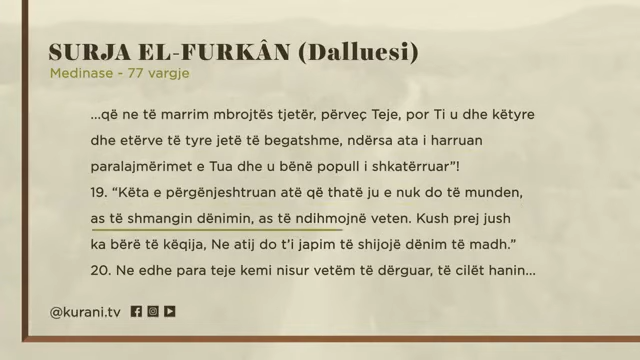 SURJA EL-FURKÂN (Dalluesi)
Medinase - 77 vargje
...që ne të marrim mbrojtës tjetër, përveç Teje, por Ti u dhe këtyre
dhe etërve të tyre jetë të begatshme, ndërsa ata i harruan
paralajmërimet e Tua dhe u bënë popull i shkatërruar”!
19. “Këta e përgënjeshtruan atë që thatë ju e nuk do të munden,
as të shmangin dënimin, as të ndihmojnë veten. Kush prej jush
ka bërë të këqija, Ne atij do t’i japim të shijojë dënim të madh.”
20. Ne edhe para teje kemi nisur vetëm të dërguar, të cilët hanin...
@kurani.tv